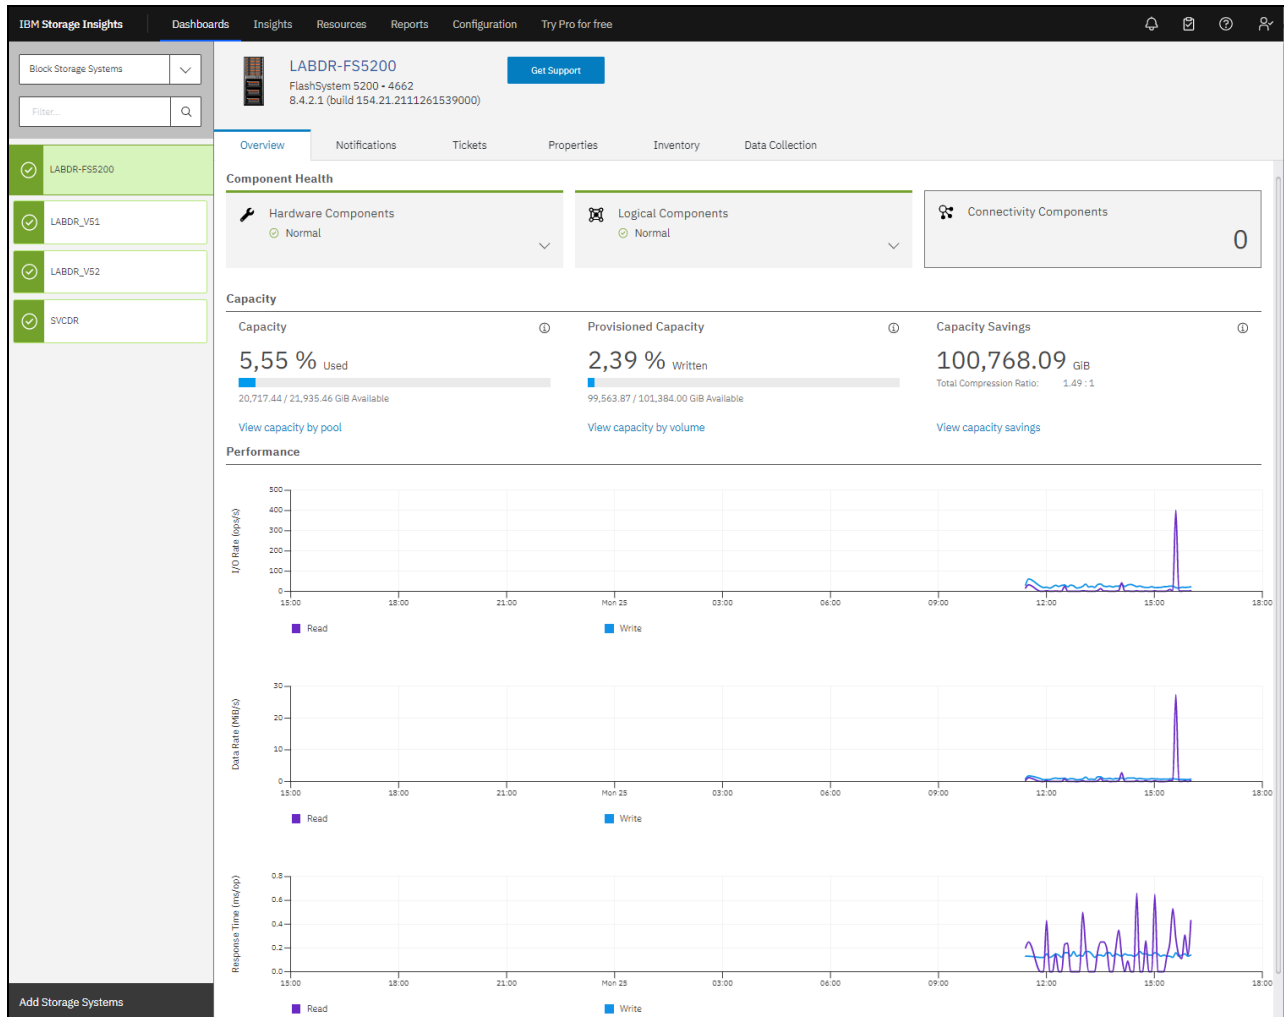 IBM Storage Insights Dashboards Insights Resources Reports Configuration Try Pro for free
Block Storage Systems
Filter...
LABDR-FS5200
LABDR_V51
LABDR_V52
SVCDR
Add Storage Systems
LABDR-FS5200
FlashSystem 5200 - 4662
8.4.2.1 (build 154.21.2111261539000)
Get Support
Overview Notifications Tickets Properties Inventory Data Collection
Component Health
Hardware Components
Normal
Logical Components
Normal
Connectivity Components
0
Capacity
Capacity
5,55 % Used
20,717.44 / 21,935.46 GiB Available
View capacity by pool
Provisioned Capacity
2,39 % Written
99,563.87 / 101,384.00 GiB Available
View capacity by volume
Capacity Savings
100,768.09 GiB
Total Compression Ratio: 1.49 : 1
View capacity savings
Performance
I/O Rate (ops/s)
500
400
300
200
100
0
15:00 18:00 21:00 Mon 25 03:00 06:00 09:00 12:00 15:00 18:00
Read Write
Data Rate (MiB/s)
30
20
10
0
15:00 18:00 21:00 Mon 25 03:00 06:00 09:00 12:00 15:00 18:00
Read Write
Response Time (ms/op)
0.8
0.6
0.4
0.2
0.0
15:00 18:00 21:00 Mon 25 03:00 06:00 09:00 12:00 15:00 18:00
Read Write